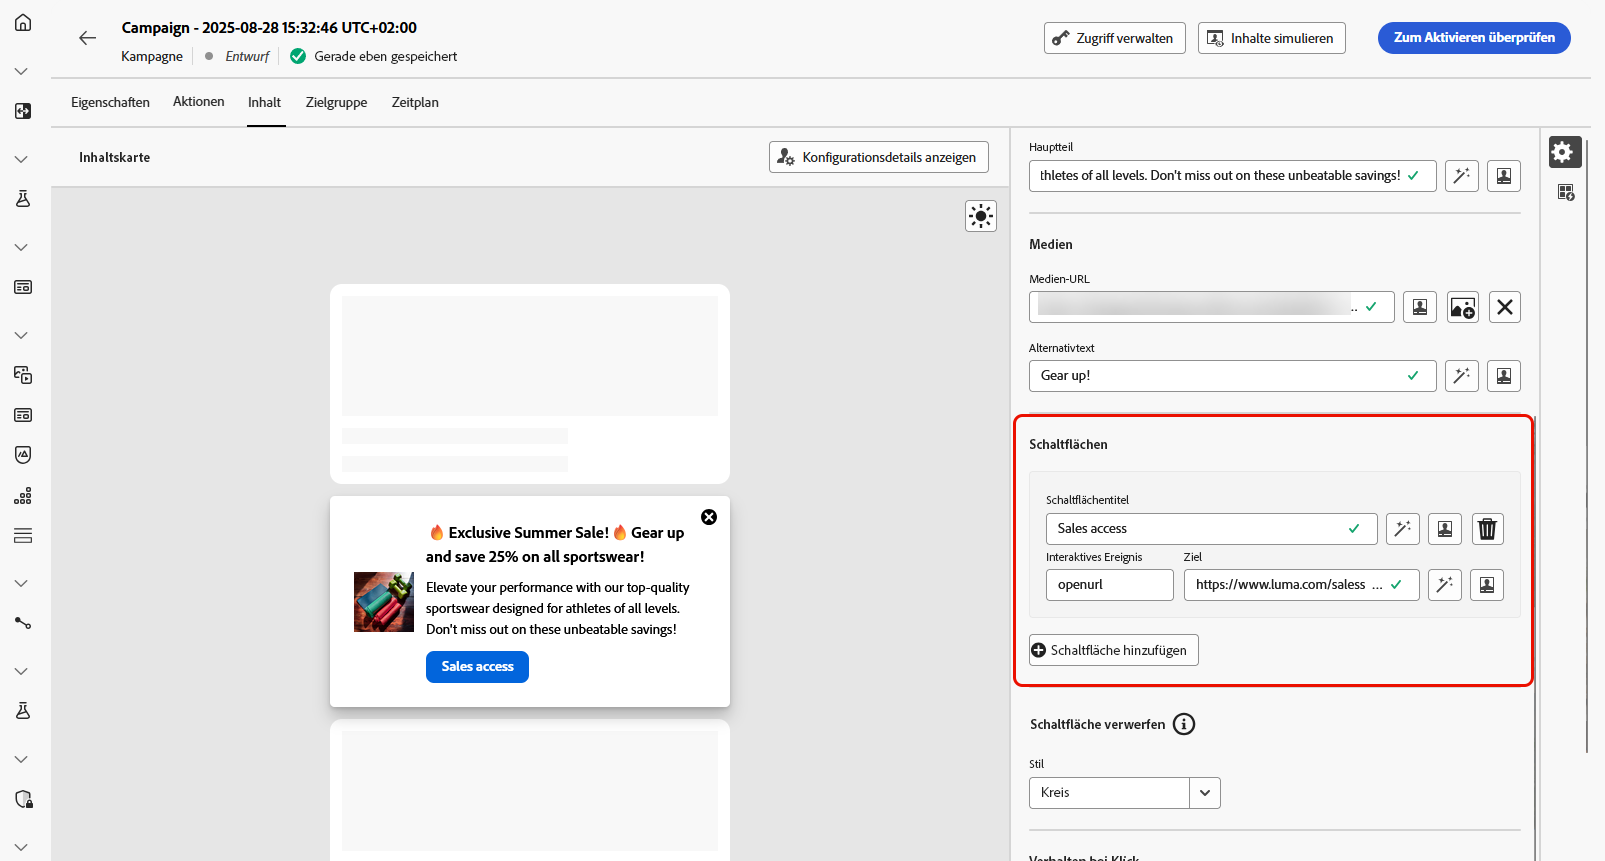 Campaign - 2025-08-28 15:32:46 UTC+02:00
Kampagne
Entwurf
Gerade eben gespeichert
Zugriff verwalten
Inhalte simulieren
Zum Aktivieren überprüfen
Eigenschaften
Aktionen
Inhalt
Zielgruppe
Zeitplan
Inhaltskarte
Konfigurationsdetails anzeigen
🔥 Exclusive Summer Sale! 🔥 Gear up
and save 25% on all sportswear!
Elevate your performance with our top-quality
sportswear designed for athletes of all levels.
Don't miss out on these unbeatable savings!
Sales access
Hauptteil
thletes of all levels. Don't miss out on these unbeatable savings!
Medien
Medien-URL
..
Alternativtext
Gear up!
Schaltflächen
Schaltflächentitel
Sales access
Interaktives Ereignis
Ziel
openurl
https://www.luma.com/saless ...
Schaltfläche hinzufügen
Schaltfläche verwerfen
Stil
Kreis
Verhalten bei Klick